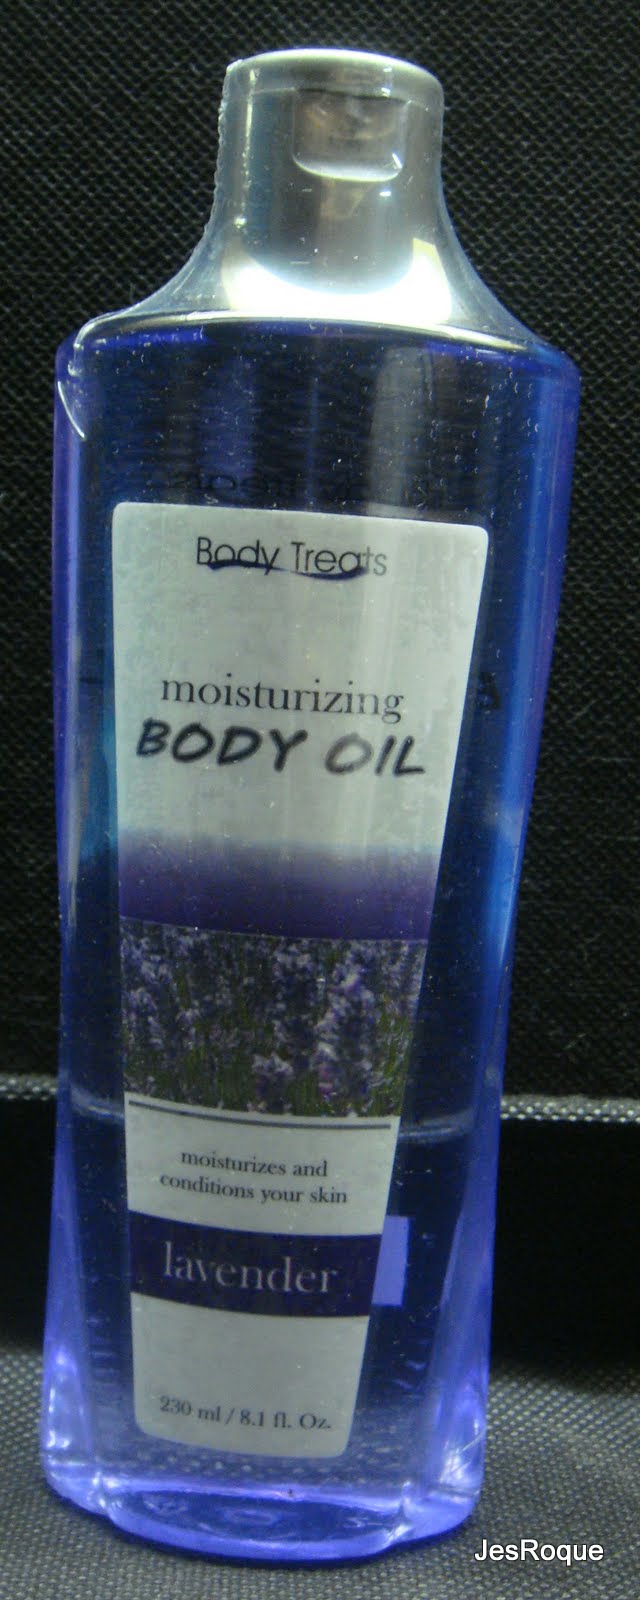 Body Treats
moisturizing
BODY OIL
moisturizes and
conditions your skin
lavender
230 ml / 8.1 fl. Oz.
JesRoque